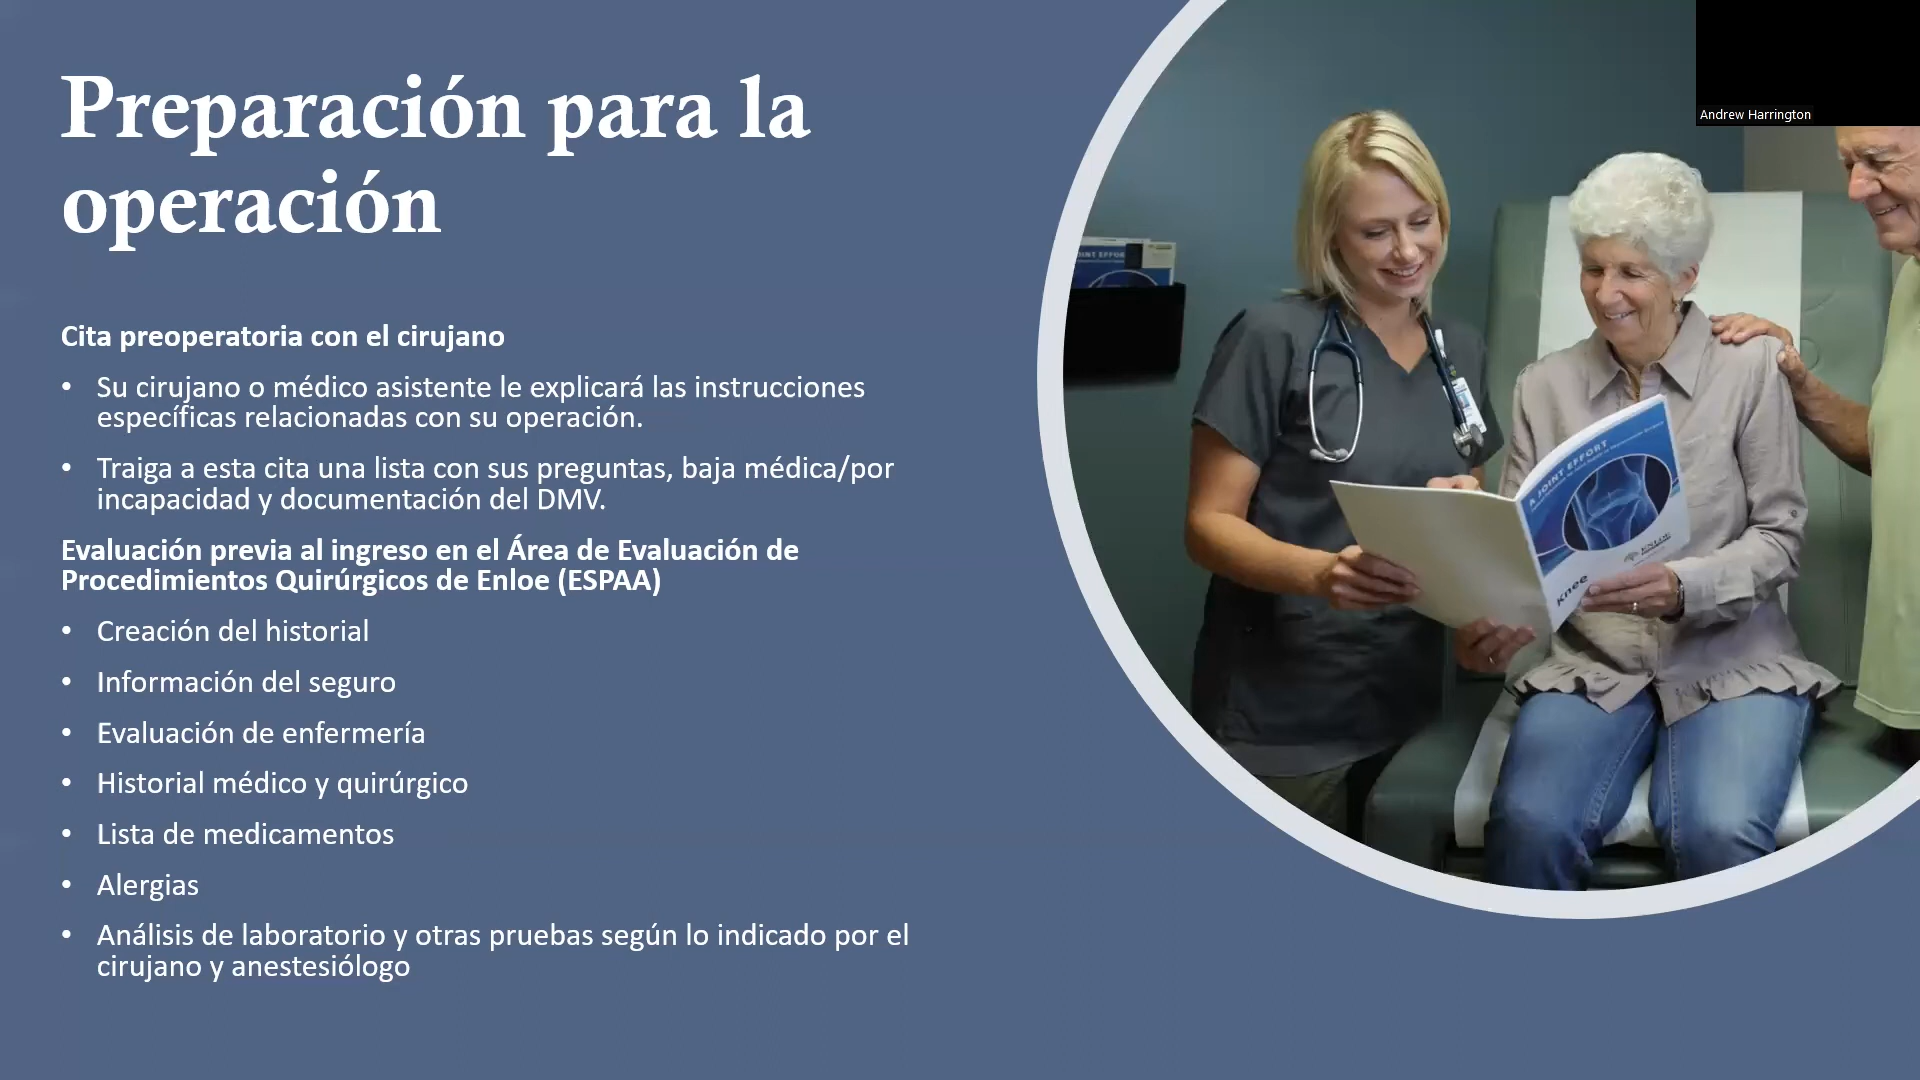 Preparación para la
operación
Cita preoperatoria con el cirujano
• Su cirujano o médico asistente le explicará las instrucciones
específicas relacionadas con su operación.
• Traiga a esta cita una lista con sus preguntas, baja médica/por
incapacidad y documentación del DMV.
Evaluación previa al ingreso en el Área de Evaluación de
Procedimientos Quirúrgicos de Enloe (ESPAA)
• Creación del historial
• Información del seguro
• Evaluación de enfermería
• Historial médico y quirúrgico
• Lista de medicamentos
• Alergias
• Análisis de laboratorio y otras pruebas según lo indicado por el
cirujano y anestesiólogo
Andrew Harrington
A JOINT EFFORT
ENLOE
Knee